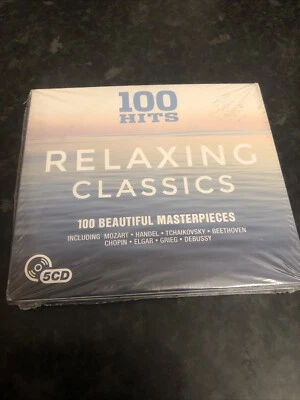 100
HITS
RELAXING
CLASSICS
100 BEAUTIFUL MASTERPIECES
INCLUDING MOZART • HANDEL • TCHAIKOVSKY • BEETHOVEN
CHOPIN • ELGAR • GRIEG • DEBUSSY
5CD